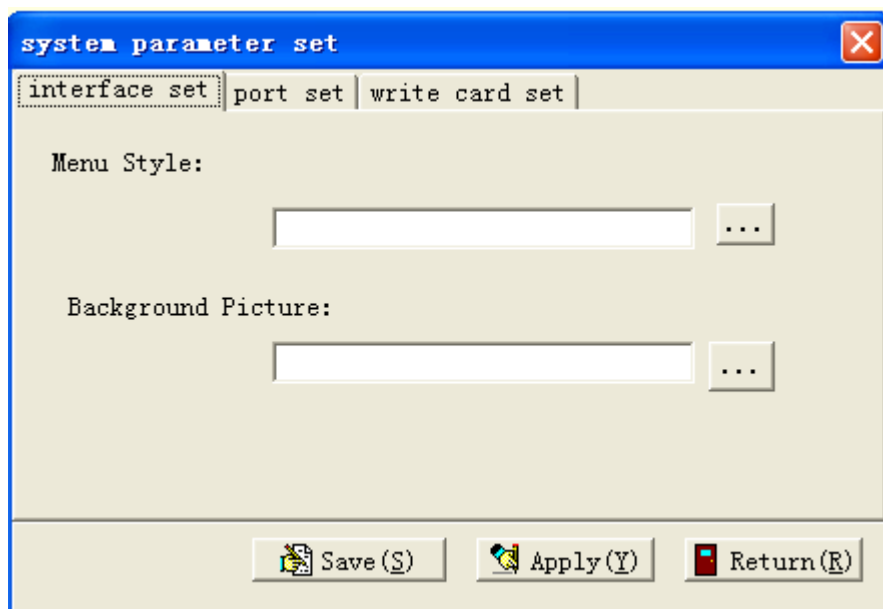 system parameter set
interface set port set write card set
Menu Style:
...
Background Picture:
...
Save(S) Apply(Y) Return(R)